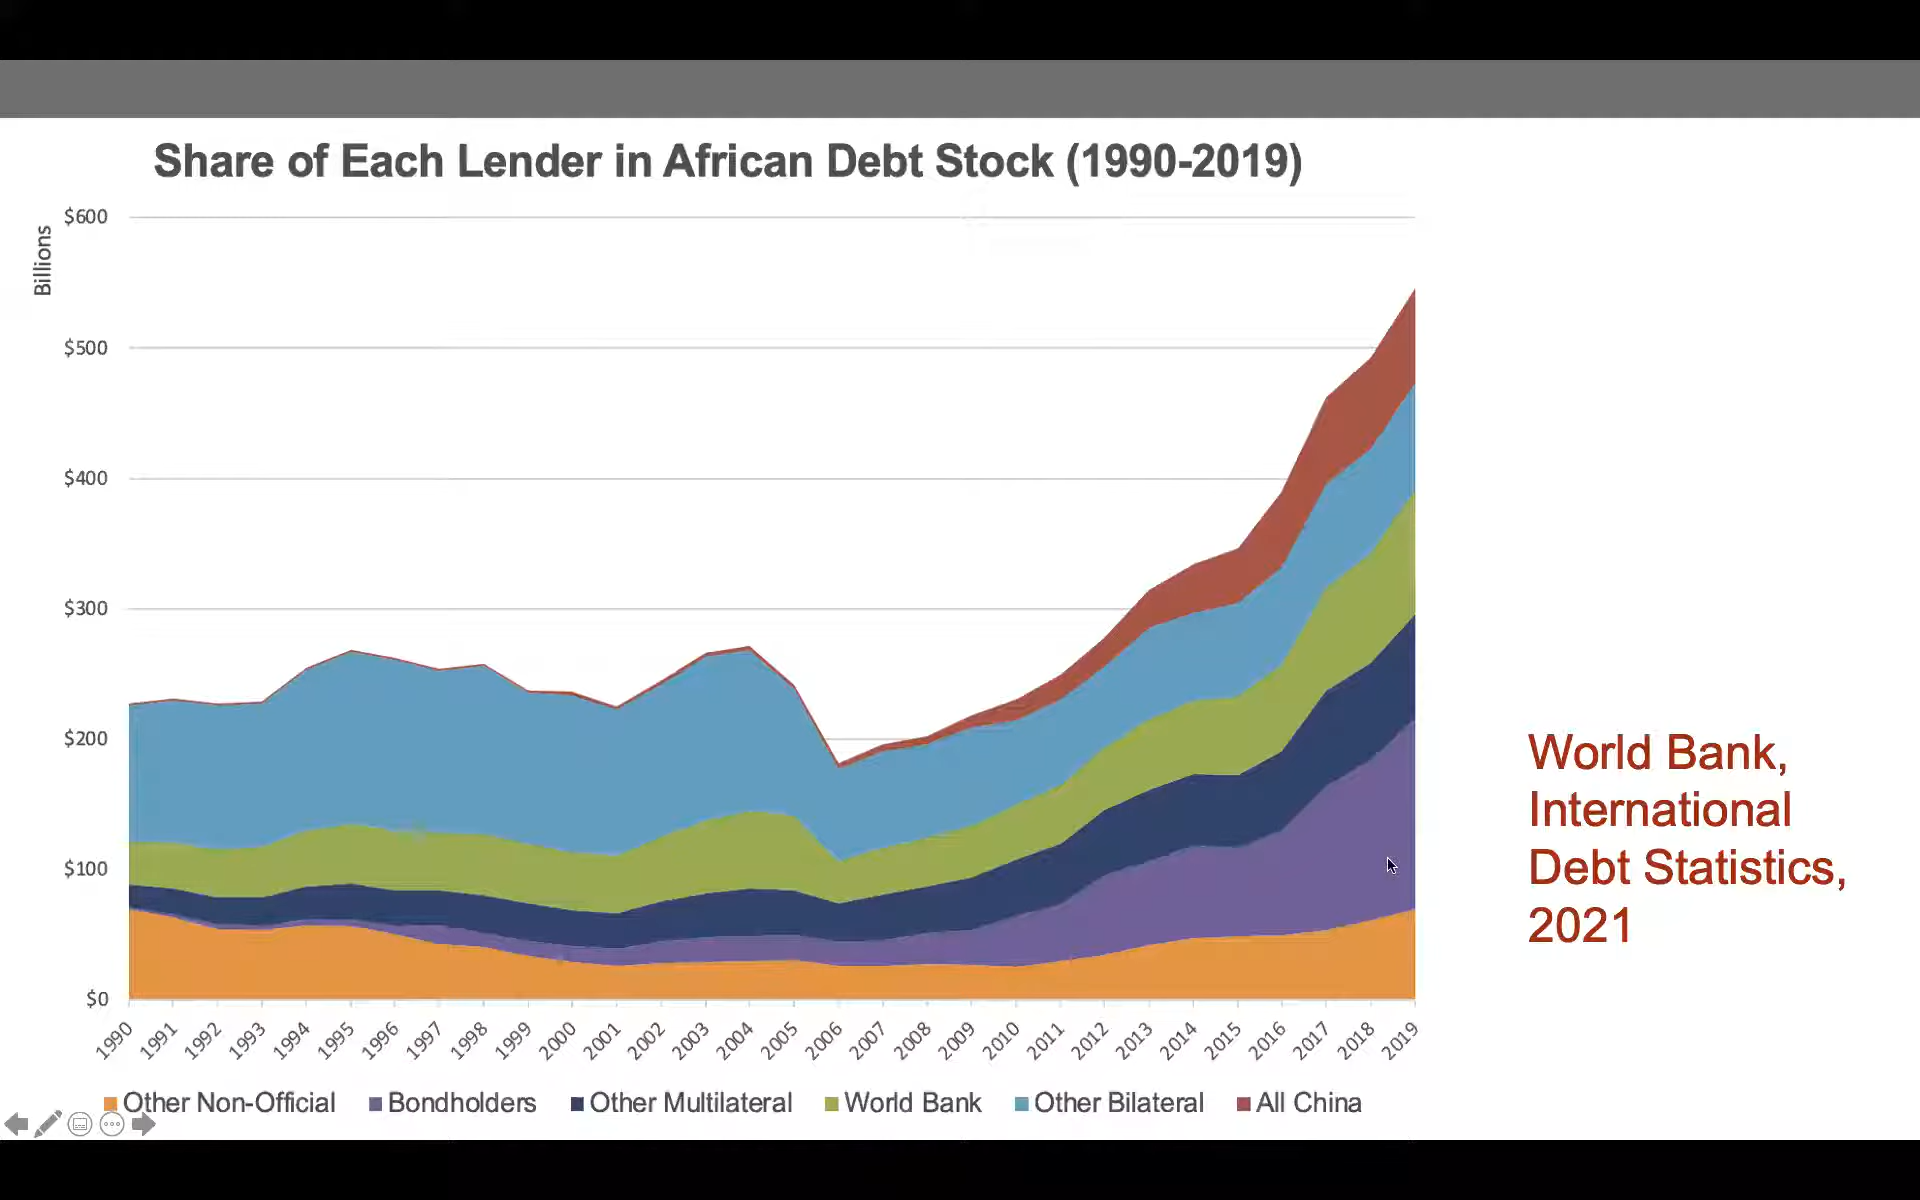 Share of Each Lender in African Debt Stock (1990-2019)
Billions
$600
$500
$400
$300
$200
$100
$0
1990 1991 1992 1993 1994 1995 1996 1997 1998 1999 2000 2001 2002 2003 2004 2005 2006 2007 2008 2009 2010 2011 2012 2013 2014 2015 2016 2017 2018 2019
Other Non-Official Bondholders Other Multilateral World Bank Other Bilateral All China
World Bank,
International
Debt Statistics,
2021